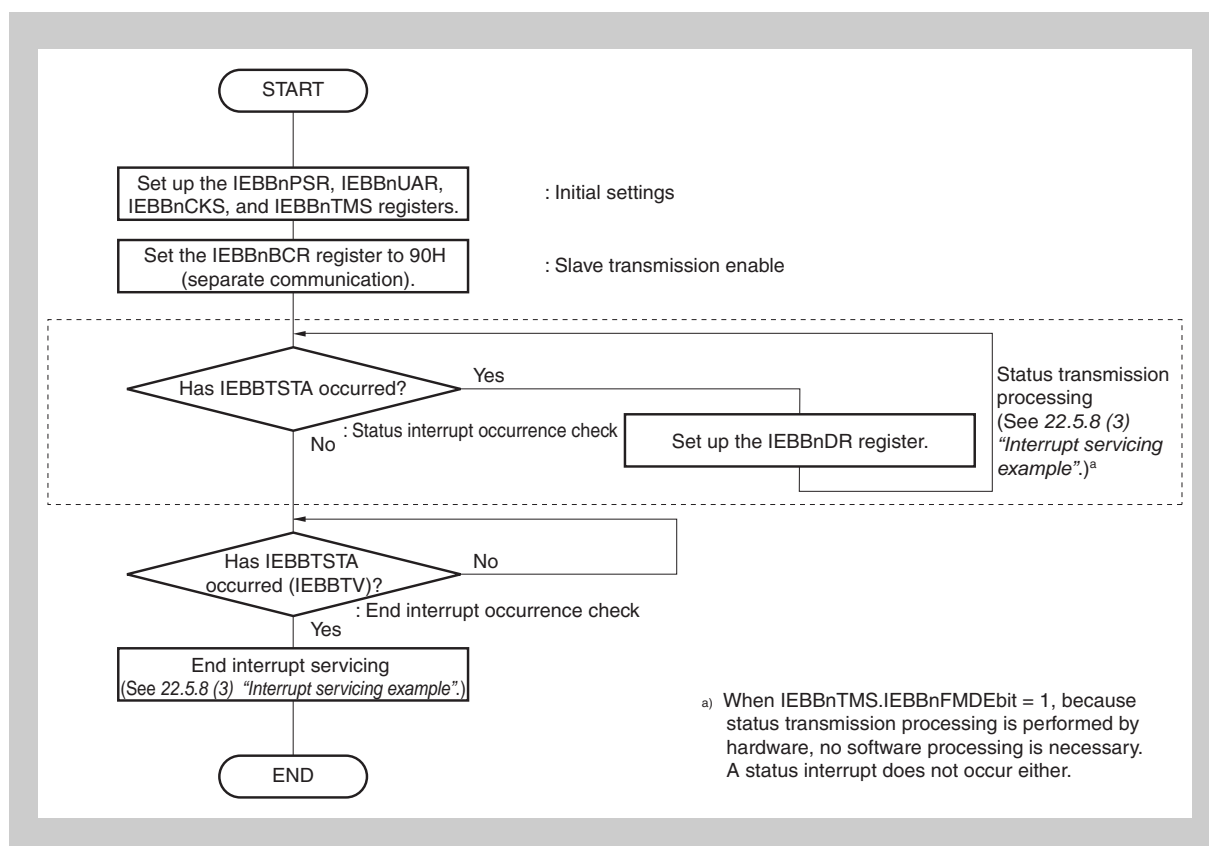 START
Set up the IEBBnPSR, IEBBnUAR,
IEBBnCKS, and IEBBnTMS registers.
: Initial settings
Set the IEBBnBCR register to 90H
(separate communication).
: Slave transmission enable
Has IEBBTSTA occurred?
Yes
No
: Status interrupt occurrence check
Set up the IEBBnDR register.
Status transmission
processing
(See 22.5.8 (3)
“Interrupt servicing
example”.)a
Has IEBBTSTA
occurred (IEBBTV)?
No
: End interrupt occurrence check
Yes
End interrupt servicing
(See 22.5.8 (3) “Interrupt servicing example”.)
END
a) When IEBBnTMS.IEBBnFMDEbit = 1, because
status transmission processing is performed by
hardware, no software processing is necessary.
A status interrupt does not occur either.